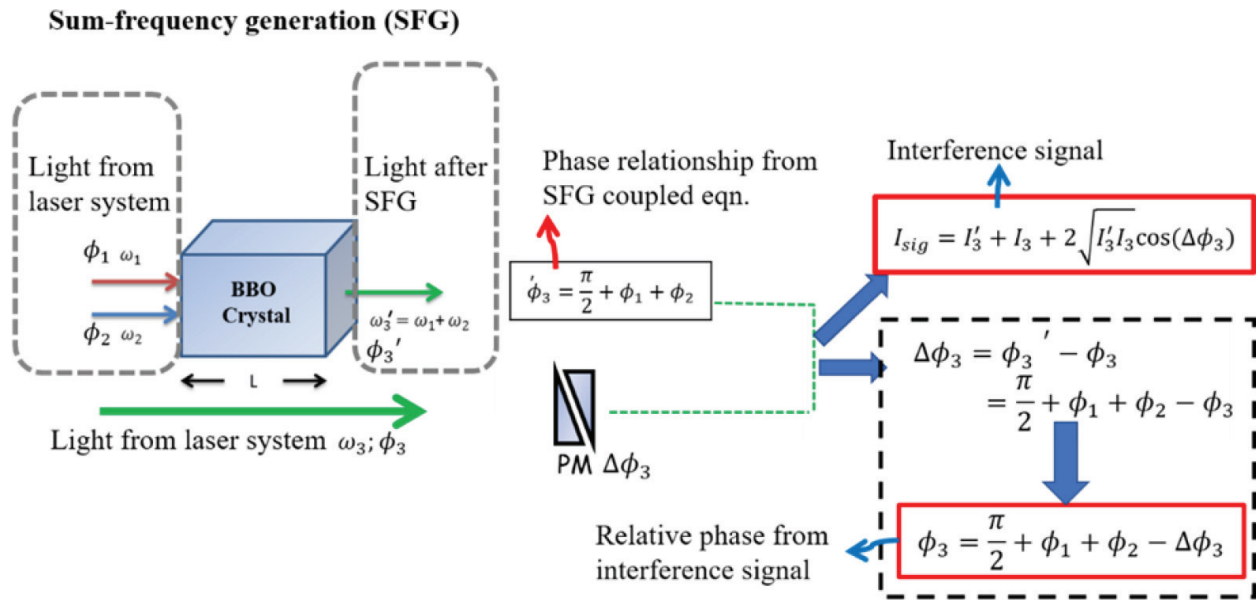 Sum-frequency generation (SFG)
Light from
laser system
ϕ₁ ω₁
ϕ₂ ω₂
BBO
Crystal
L
Light after
SFG
ω₃′ = ω₁+ω₂
ϕ₃′
Light from laser system ω₃; ϕ₃
Phase relationship from
SFG coupled eqn.
ϕ₃′ = π/2 + ϕ₁ + ϕ₂
PM Δϕ₃
Interference signal
I_sig = I₃′ + I₃ + 2√(I₃′I₃)cos(Δϕ₃)
Δϕ₃ = ϕ₃′ − ϕ₃
= π/2 + ϕ₁ + ϕ₂ − ϕ₃
Relative phase from
interference signal
ϕ₃ = π/2 + ϕ₁ + ϕ₂ − Δϕ₃